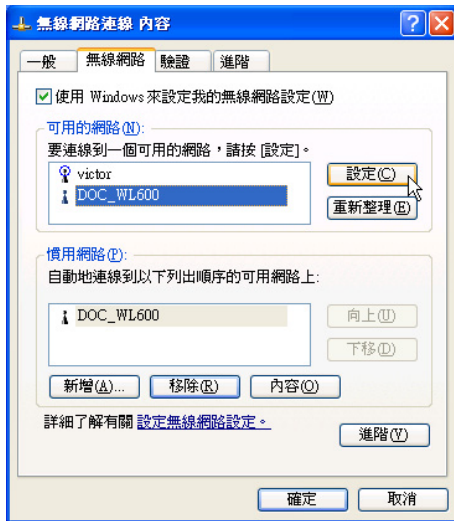 無線網路連線 內容
一般 無線網路 驗證 進階
使用 Windows 來設定我的無線網路設定(W)
可用的網路(N):
要連線到一個可用的網路，請按 [設定]。
victor
DOC_WL600
設定(C)
重新整理(E)
慣用網路(P):
自動地連線到以下列出順序的可用網路上:
DOC_WL600
向上(U)
下移(D)
新增(A)... 移除(R) 內容(O)
詳細了解有關 設定無線網路設定。
進階(V)
確定 取消